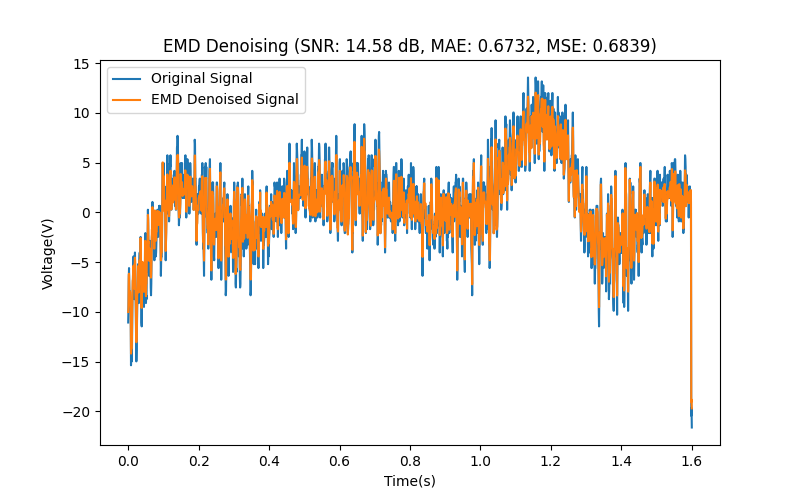 EMD Denoising (SNR: 14.58 dB, MAE: 0.6732, MSE: 0.6839)
Original Signal
EMD Denoised Signal
15
10
5
0
−5
−10
−15
−20
Voltage(V)
0.0 0.2 0.4 0.6 0.8 1.0 1.2 1.4 1.6
Time(s)